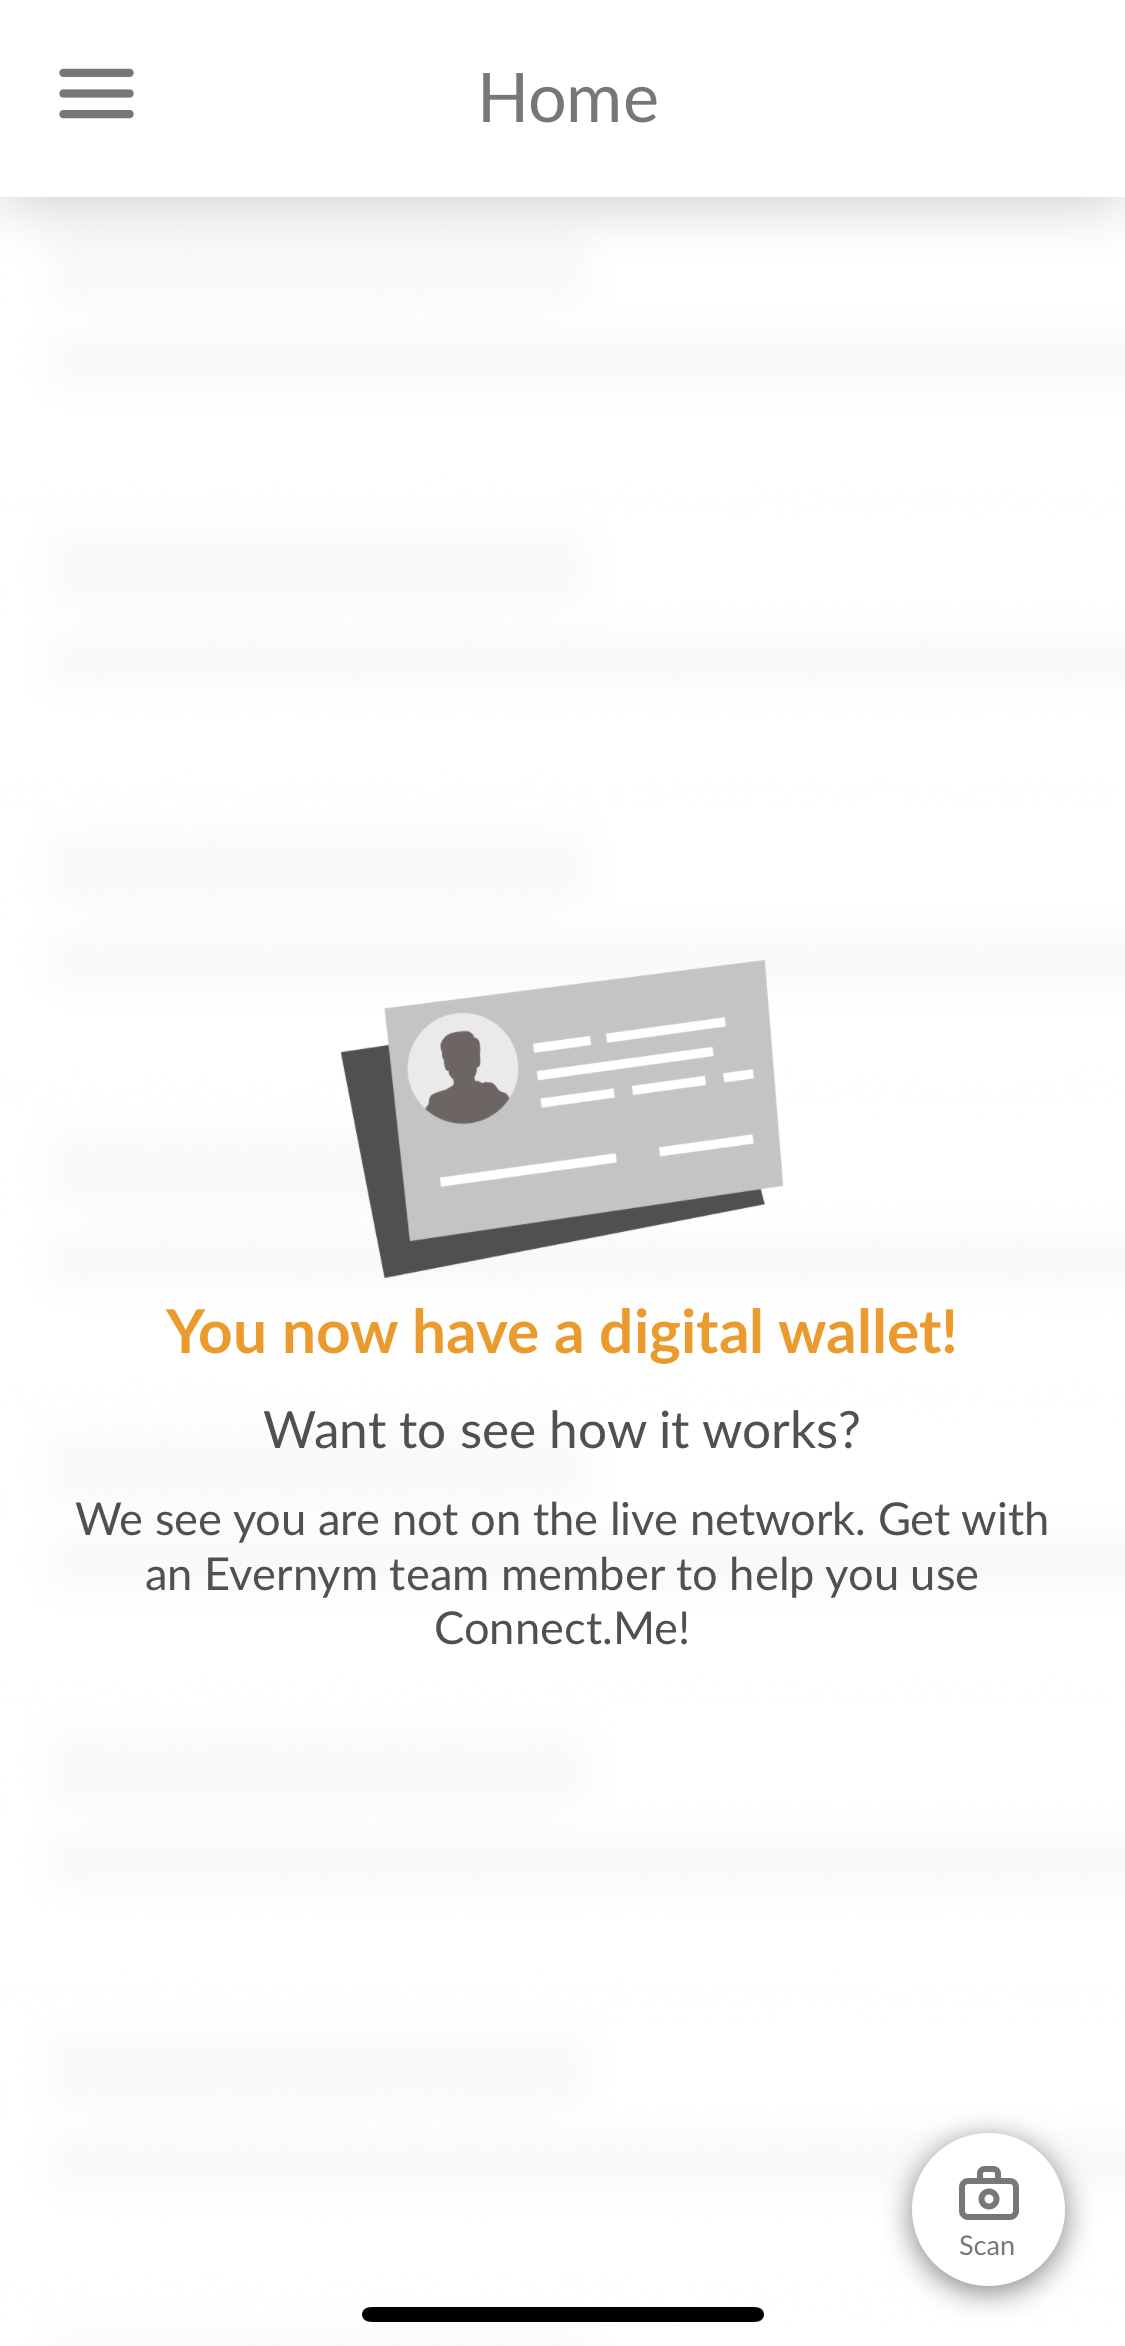 Home
You now have a digital wallet!
Want to see how it works?
We see you are not on the live network. Get with
an Evernym team member to help you use
Connect.Me!
Scan